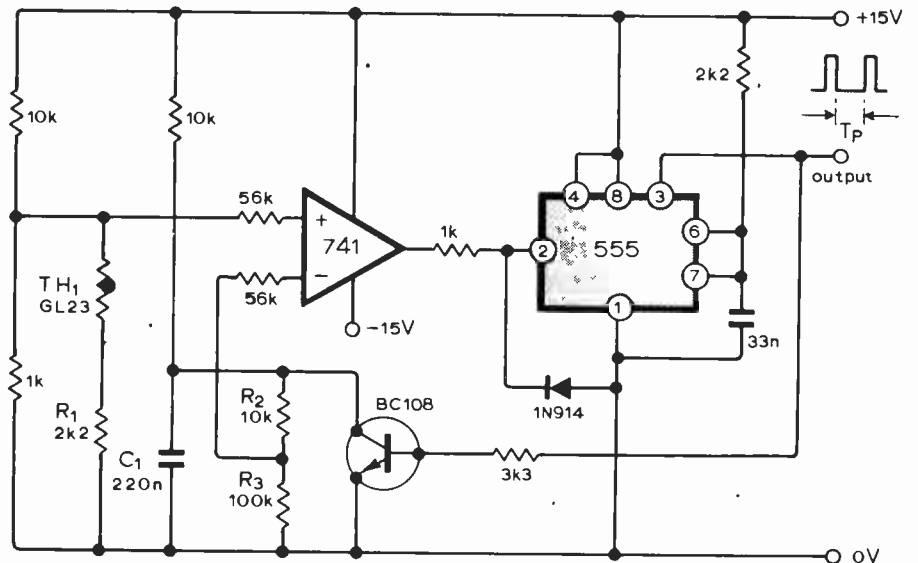 +15V
10k
10k
2k2
TP
output
56k
+
741
−
56k
−15V
1k
4
8
3
2
555
6
7
1
TH1
GL23
33n
1k
R1
2k2
C1
220n
R2
10k
R3
100k
BC108
1N914
3k3
0V